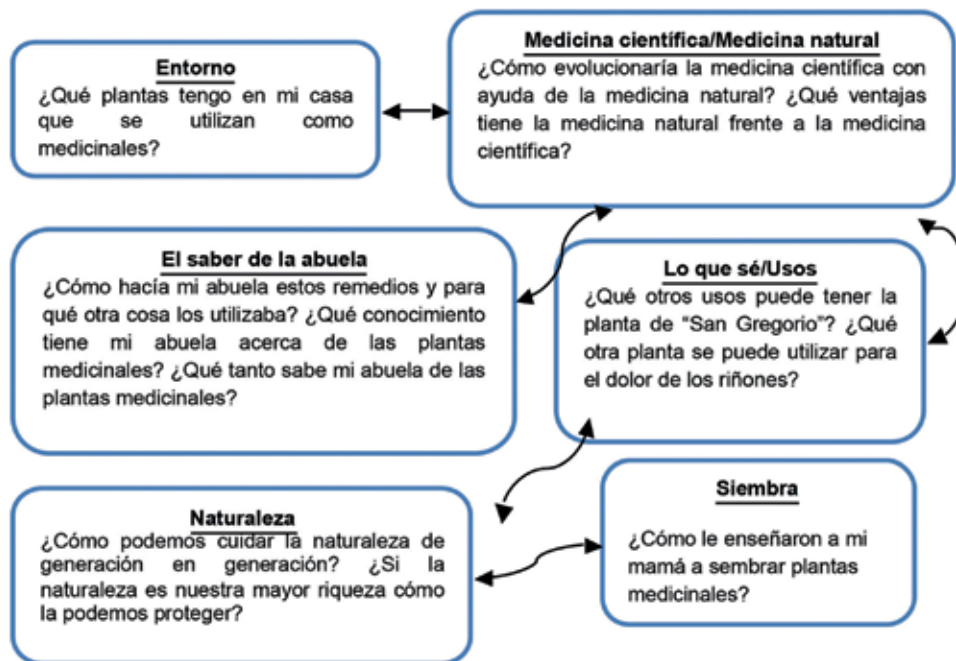 Entorno
¿Qué plantas tengo en mi casa
que se utilizan como
medicinales?
Medicina científica/Medicina natural
¿Cómo evolucionaría la medicina científica con
ayuda de la medicina natural? ¿Qué ventajas
tiene la medicina natural frente a la medicina
científica?
El saber de la abuela
¿Cómo hacía mi abuela estos remedios y para
qué otra cosa los utilizaba? ¿Qué conocimiento
tiene mi abuela acerca de las plantas
medicinales? ¿Qué tanto sabe mi abuela de las
plantas medicinales?
Lo que sé/Usos
¿Qué otros usos puede tener la
planta de “San Gregorio”? ¿Qué
otra planta se puede utilizar para
el dolor de los riñones?
Naturaleza
¿Cómo podemos cuidar la naturaleza de
generación en generación? ¿Si la
naturaleza es nuestra mayor riqueza cómo
la podemos proteger?
Siembra
¿Cómo le enseñaron a mi
mamá a sembrar plantas
medicinales?